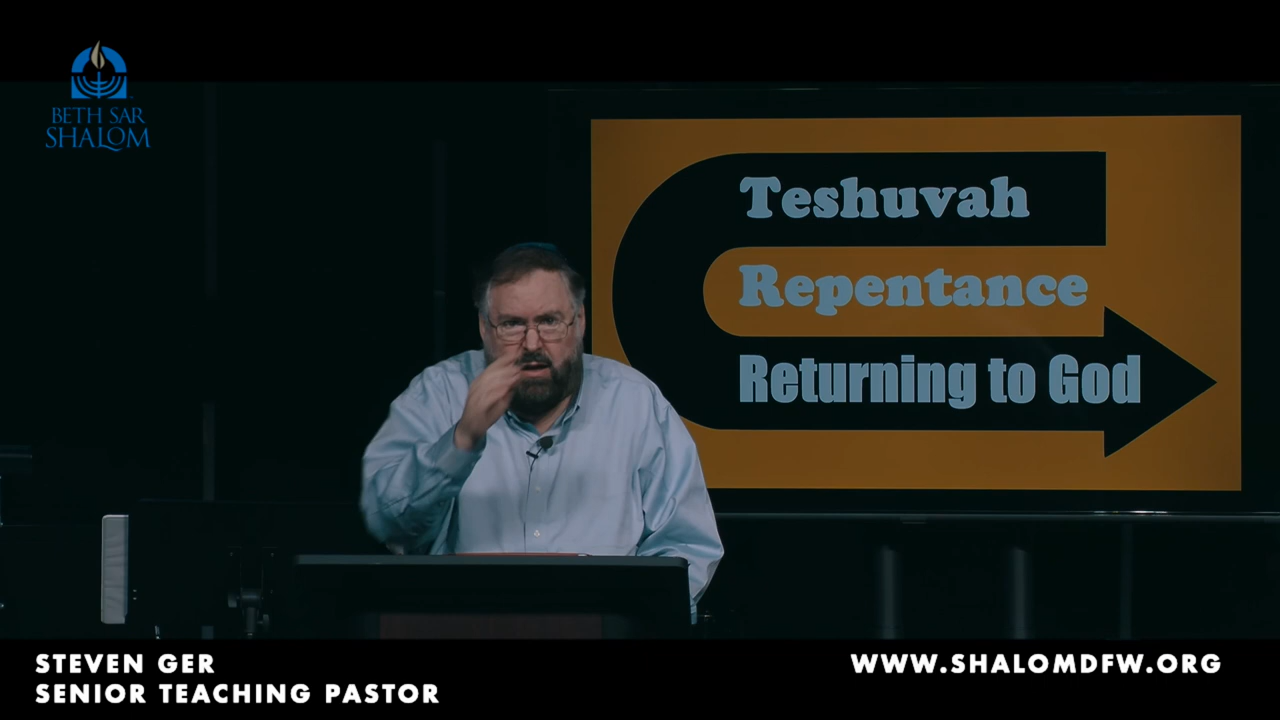 BETH SAR
SHALOM
Teshuvah
Repentance
Returning to God
STEVEN GER
SENIOR TEACHING PASTOR
WWW.SHALOMDFW.ORG